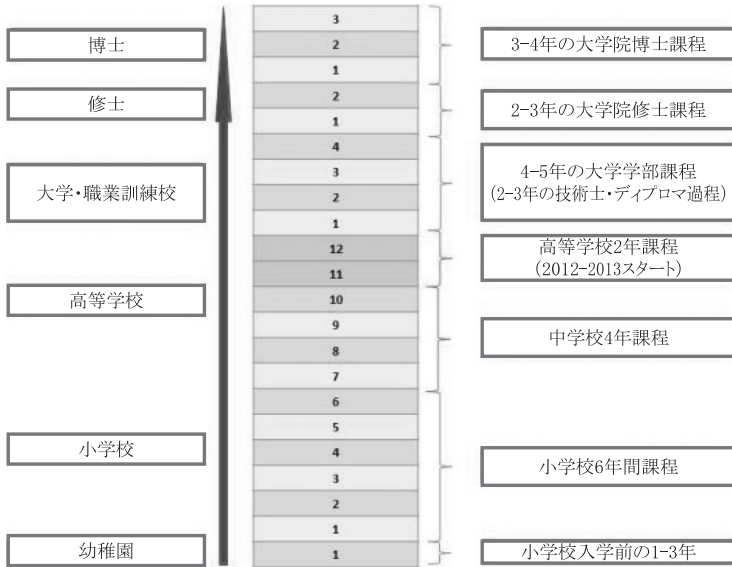 博士
修士
大学・職業訓練校
高等学校
小学校
幼稚園
3
2
1
2
1
4
3
2
1
12
11
10
9
8
7
6
5
4
3
2
1
1
3-4年の大学院博士課程
2-3年の大学院修士課程
4-5年の大学学部課程
(2-3年の技術士・ディプロマ過程)
高等学校2年課程
(2012-2013スタート)
中学校4年課程
小学校6年間課程
小学校入学前の1-3年